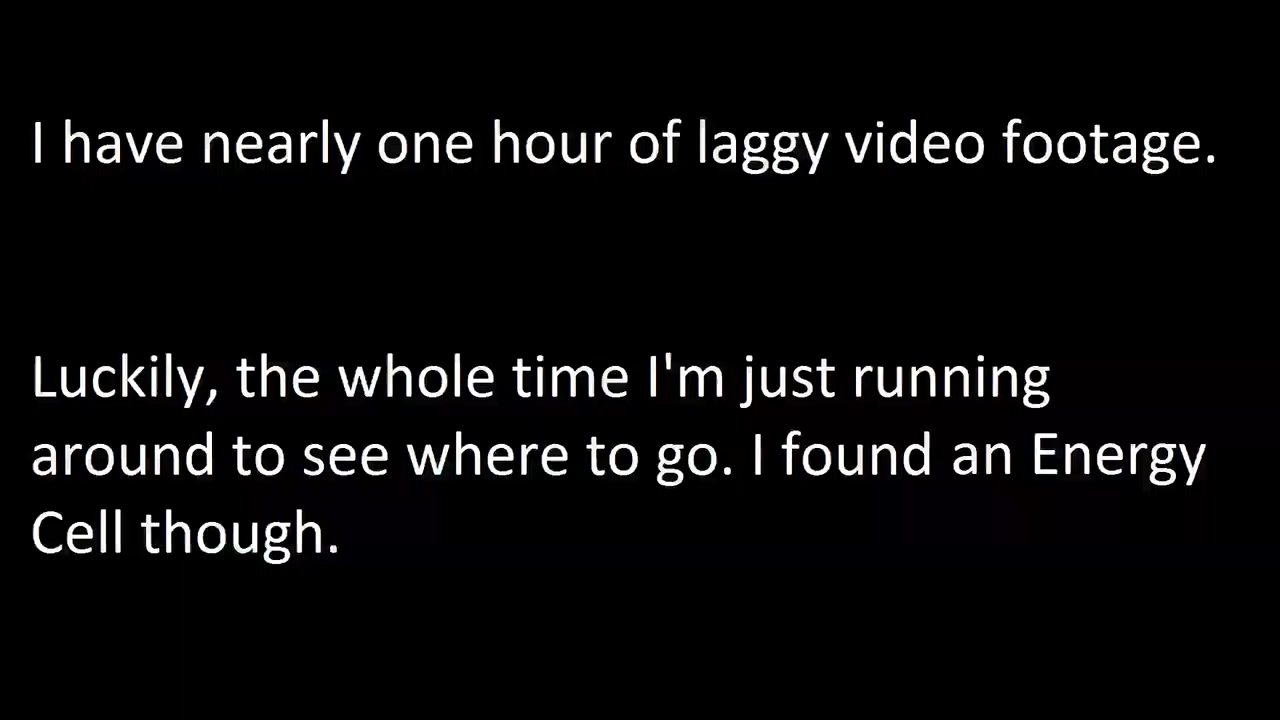 I have nearly one hour of laggy video footage.
Luckily, the whole time I'm just running
around to see where to go. I found an Energy
Cell though.